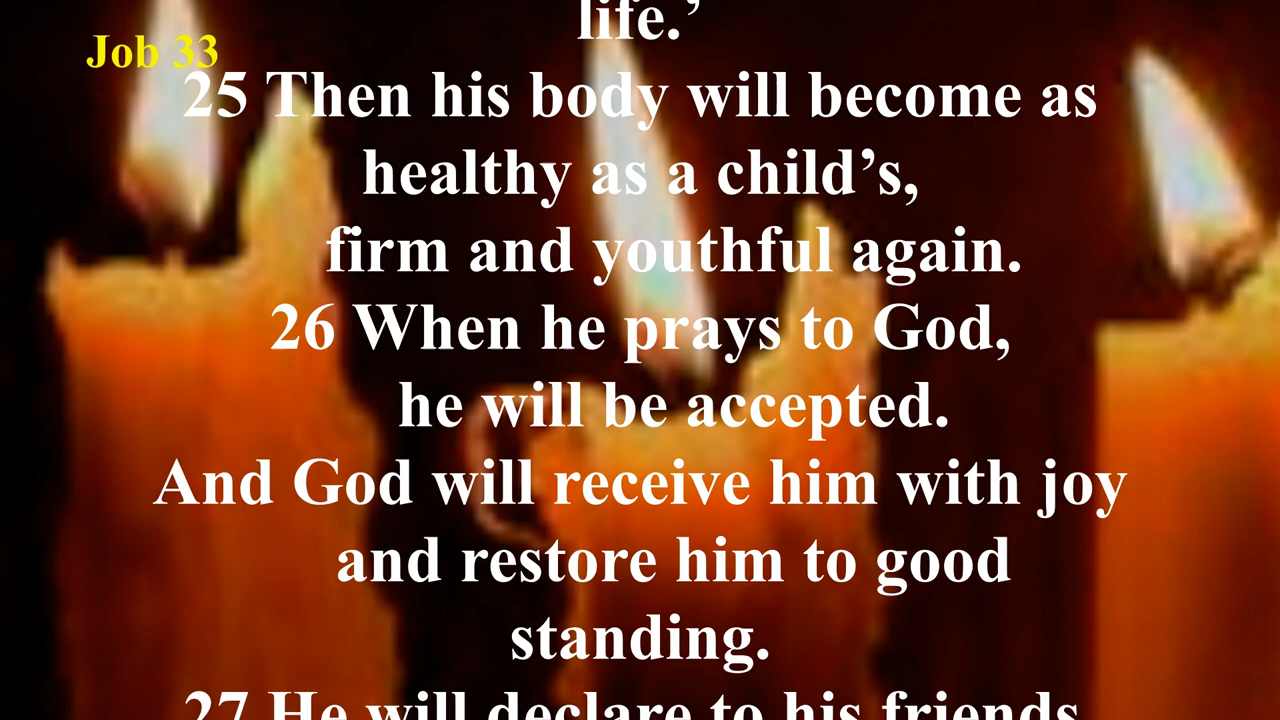 life.’
Job 33
25 Then his body will become as
healthy as a child’s,
firm and youthful again.
26 When he prays to God,
he will be accepted.
And God will receive him with joy
and restore him to good
standing.
27 He will declare to his friends,